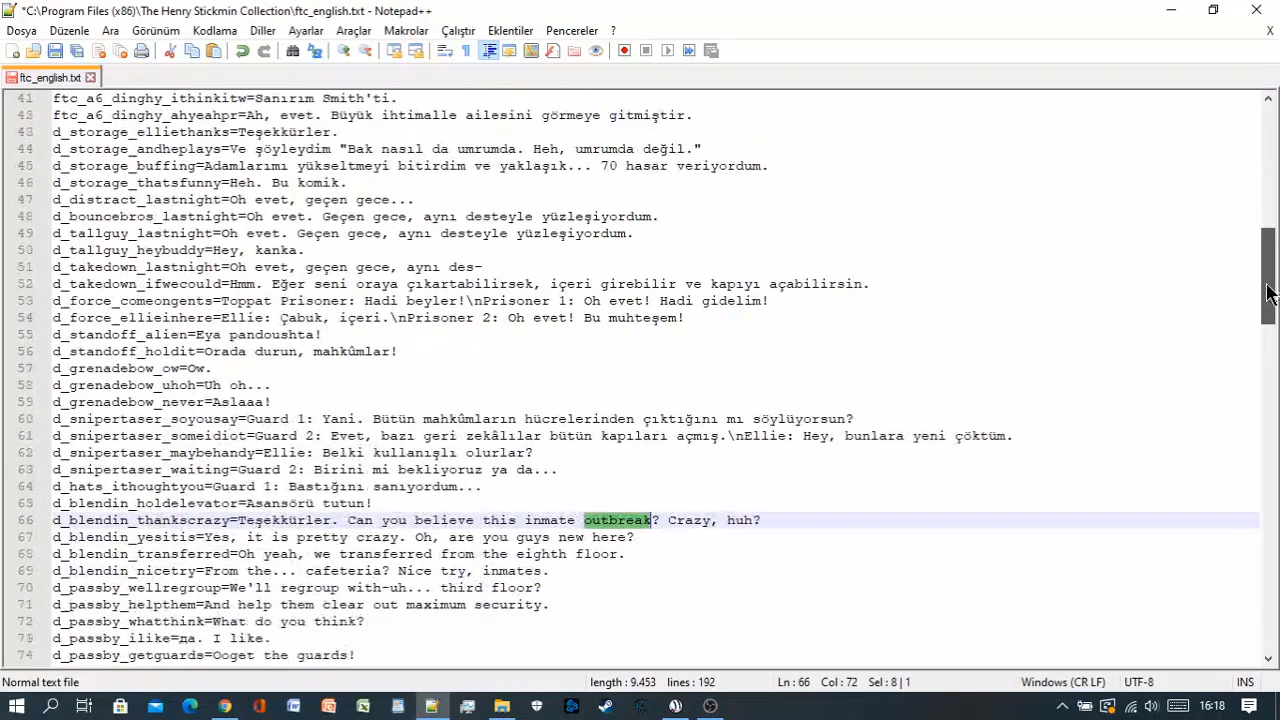 *C:\Program Files (x86)\The Henry Stickmin Collection\ftc_english.txt - Notepad++
Dosya Düzenle Ara Görünüm Kodlama Diller Ayarlar Araçlar Makrolar Çalıştır Eklentiler Pencereler ? X
ftc_english.txt
41 ftc_a6_dinghy_ithinkitw=Sanırım Smith'ti.
42 ftc_a6_dinghy_ahyeahpr=Ah, evet. Büyük ihtimalle ailesini görmeye gitmiştir.
43 d_storage_elliethanks=Teşekkürler.
44 d_storage_andheplays=Ve şöyleydim "Bak nasıl da umrumda. Heh, umrumda değil."
45 d_storage_buffing=Adamlarımı yükseltmeyi bitirdim ve yaklaşık... 70 hasar veriyordum.
46 d_storage_thatsfunny=Heh. Bu komik.
47 d_distract_lastnight=Oh evet, geçen gece...
48 d_bouncebros_lastnight=Oh evet. Geçen gece, aynı desteyle yüzleşiyordum.
49 d_tallguy_lastnight=Oh evet. Geçen gece, aynı desteyle yüzleşiyordum.
50 d_tallguy_heybuddy=Hey, kanka.
51 d_takedown_lastnight=Oh evet, geçen gece, aynı des-
52 d_takedown_ifwecould=Hmm. Eğer seni oraya çıkartabilirsek, içeri girebilir ve kapıyı açabilirsin.
53 d_force_comeongents=Toppat Prisoner: Hadi beyler!\nPrisoner 1: Oh evet! Hadi gidelim!
54 d_force_ellieinhere=Ellie: Çabuk, içeri.\nPrisoner 2: Oh evet! Bu muhteşem!
55 d_standoff_alien=Eya pandoushta!
56 d_standoff_holdit=Orada durun, mahkûmlar!
57 d_grenadebow_ow=Ow.
58 d_grenadebow_uhoh=Uh oh...
59 d_grenadebow_never=Aslaaa!
60 d_snipertaser_soyousay=Guard 1: Yani. Bütün mahkûmların hücrelerinden çıktığını mı söylüyorsun?
61 d_snipertaser_someidiot=Guard 2: Evet, bazı geri zekâlılar bütün kapıları açmış.\nEllie: Hey, bunlara yeni çöktüm.
62 d_snipertaser_maybehandy=Ellie: Belki kullanışlı olurlar?
63 d_snipertaser_waiting=Guard 2: Birini mi bekliyoruz ya da...
64 d_hats_ithoughtyou=Guard 1: Bastığını sanıyordum...
65 d_blendin_holdelevator=Asansörü tutun!
66 d_blendin_thankscrazy=Teşekkürler. Can you believe this inmate outbreak? Crazy, huh?
67 d_blendin_yesitis=Yes, it is pretty crazy. Oh, are you guys new here?
68 d_blendin_transferred=Oh yeah, we transferred from the eighth floor.
69 d_blendin_nicetry=From the... cafeteria? Nice try, inmates.
70 d_passby_wellregroup=We'll regroup with-uh... third floor?
71 d_passby_helpthem=And help them clear out maximum security.
72 d_passby_whatthink=What do you think?
73 d_passby_ilike=да. I like.
74 d_passby_getguards=Ooget the guards!
Normal text file length : 9.453 lines : 192 Ln : 66 Col : 72 Sel : 8 | 1 Windows (CR LF) UTF-8 INS
16:18